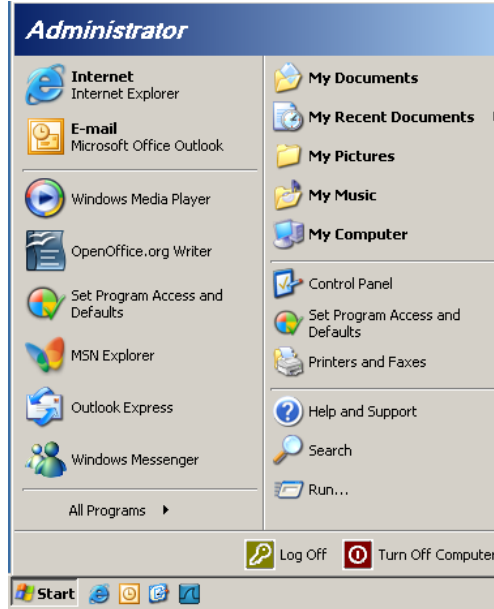 Administrator
Internet
Internet Explorer
E-mail
Microsoft Office Outlook
Windows Media Player
OpenOffice.org Writer
Set Program Access and
Defaults
MSN Explorer
Outlook Express
Windows Messenger
All Programs
My Documents
My Recent Documents
My Pictures
My Music
My Computer
Control Panel
Set Program Access and
Defaults
Printers and Faxes
Help and Support
Search
Run...
Log Off
Turn Off Computer
Start